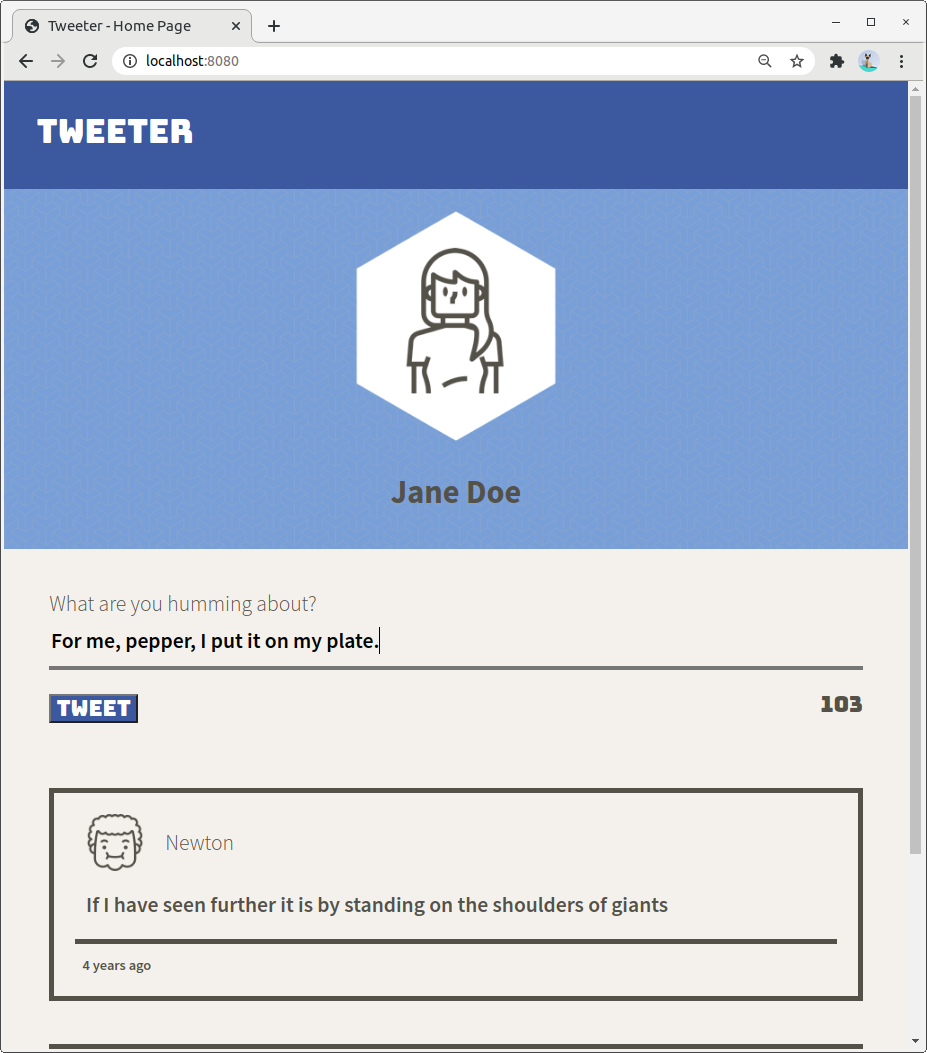 Tweeter - Home Page
localhost:8080
TWEETER
Jane Doe
What are you humming about?
For me, pepper, I put it on my plate.
TWEET
103
Newton
If I have seen further it is by standing on the shoulders of giants
4 years ago